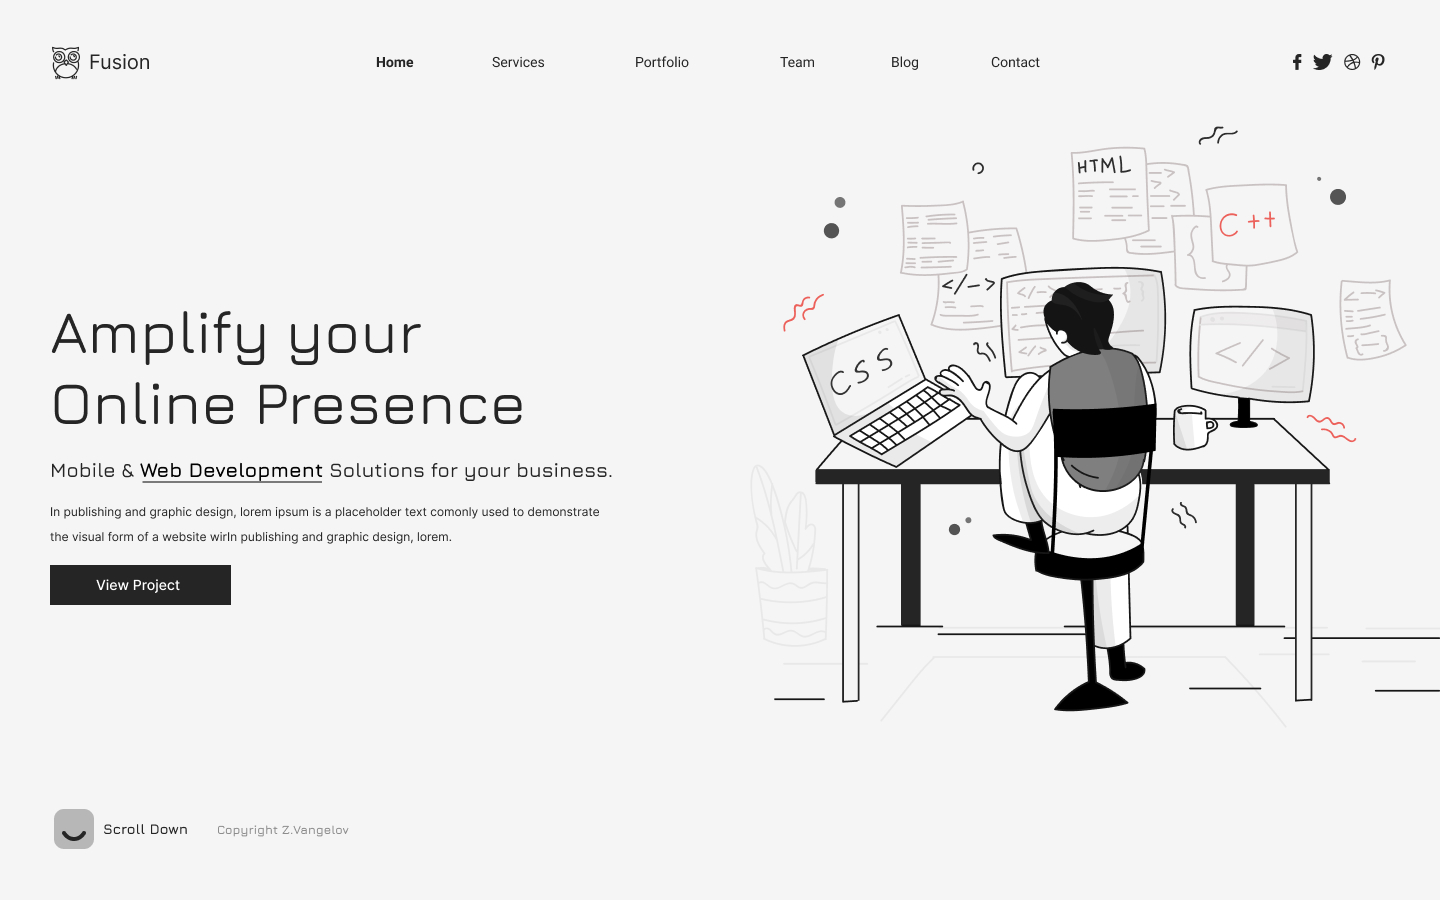 Fusion
Home
Services
Portfolio
Team
Blog
Contact
HTML
C++
</->
</>
CSS
</>
Amplify your
Online Presence
Mobile & Web Development Solutions for your business.
In publishing and graphic design, lorem ipsum is a placeholder text comonly used to demonstrate
the visual form of a website wirIn publishing and graphic design, lorem.
View Project
Scroll Down
Copyright Z.Vangelov